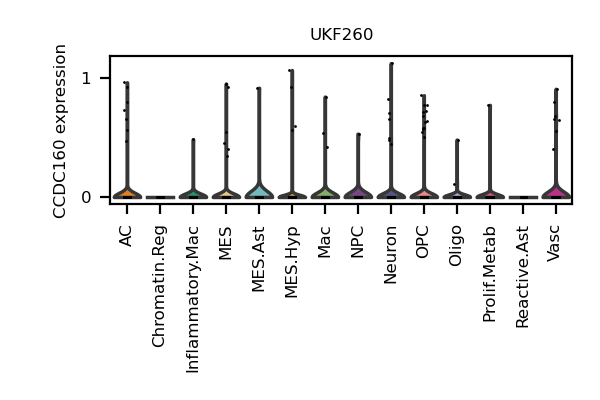 UKF260
CCDC160 expression
1
0
AC
Chromatin.Reg
Inflammatory.Mac
MES
MES.Ast
MES.Hyp
Mac
NPC
Neuron
OPC
Oligo
Prolif.Metab
Reactive.Ast
Vasc